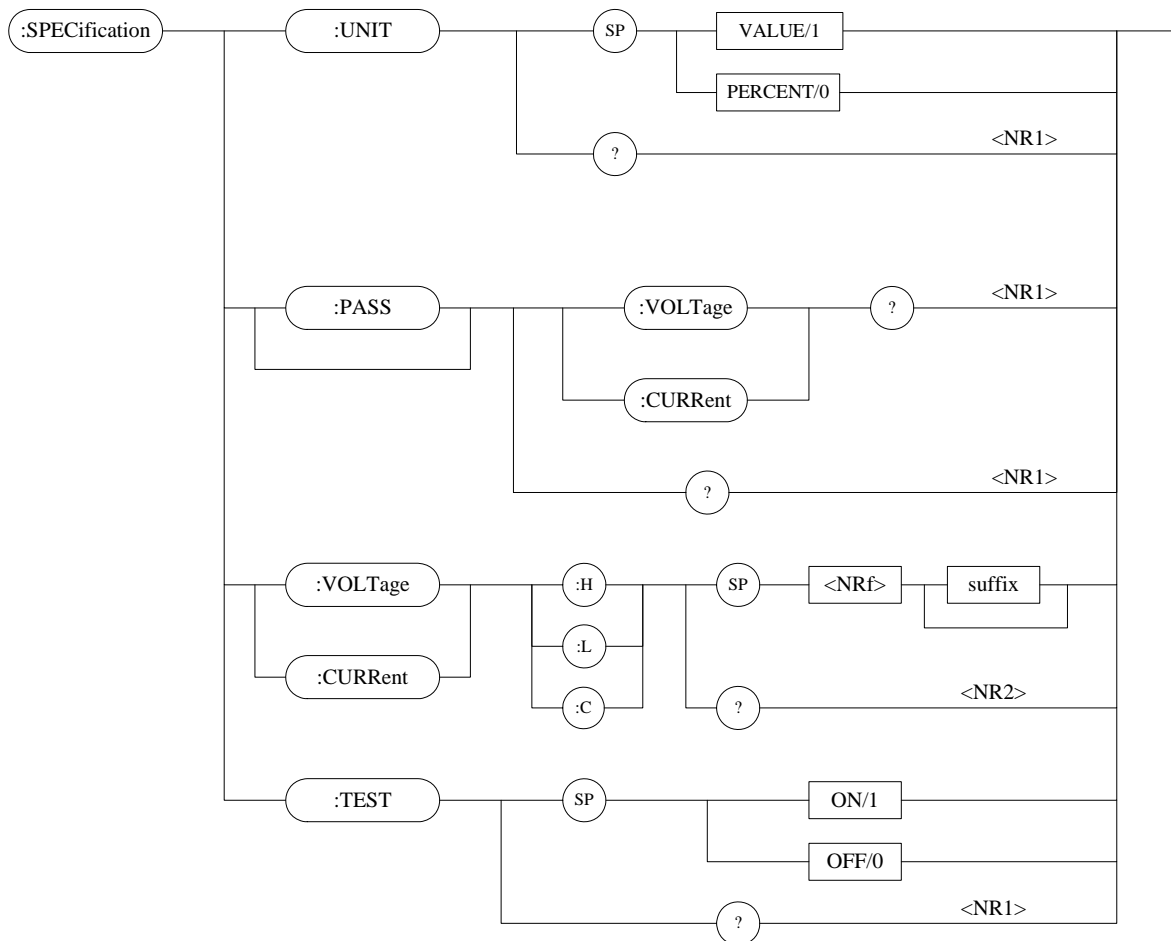 :SPECification :UNIT SP VALUE/1
PERCENT/0
? <NR1>
:PASS :VOLTage ? <NR1>
:CURRent
? <NR1>
:VOLTage :H SP <NRf> suffix
:L
:CURRent
:C ? <NR2>
:TEST SP ON/1
OFF/0
? <NR1>